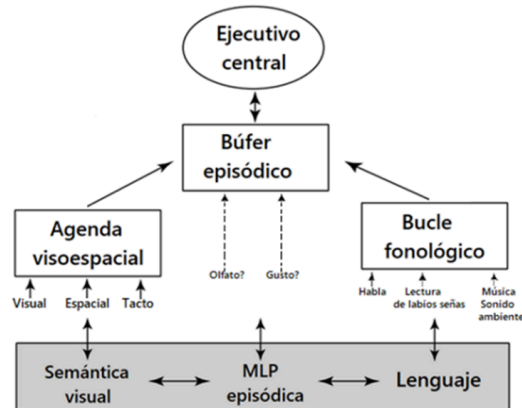 Ejecutivo
central
Búfer
episódico
Agenda
visoespacial
Bucle
fonológico
Olfato?
Gusto?
Visual
Espacial
Tacto
Habla
Lectura
de labios señas
Música
Sonido
ambiente
Semántica
visual
MLP
episódica
Lenguaje